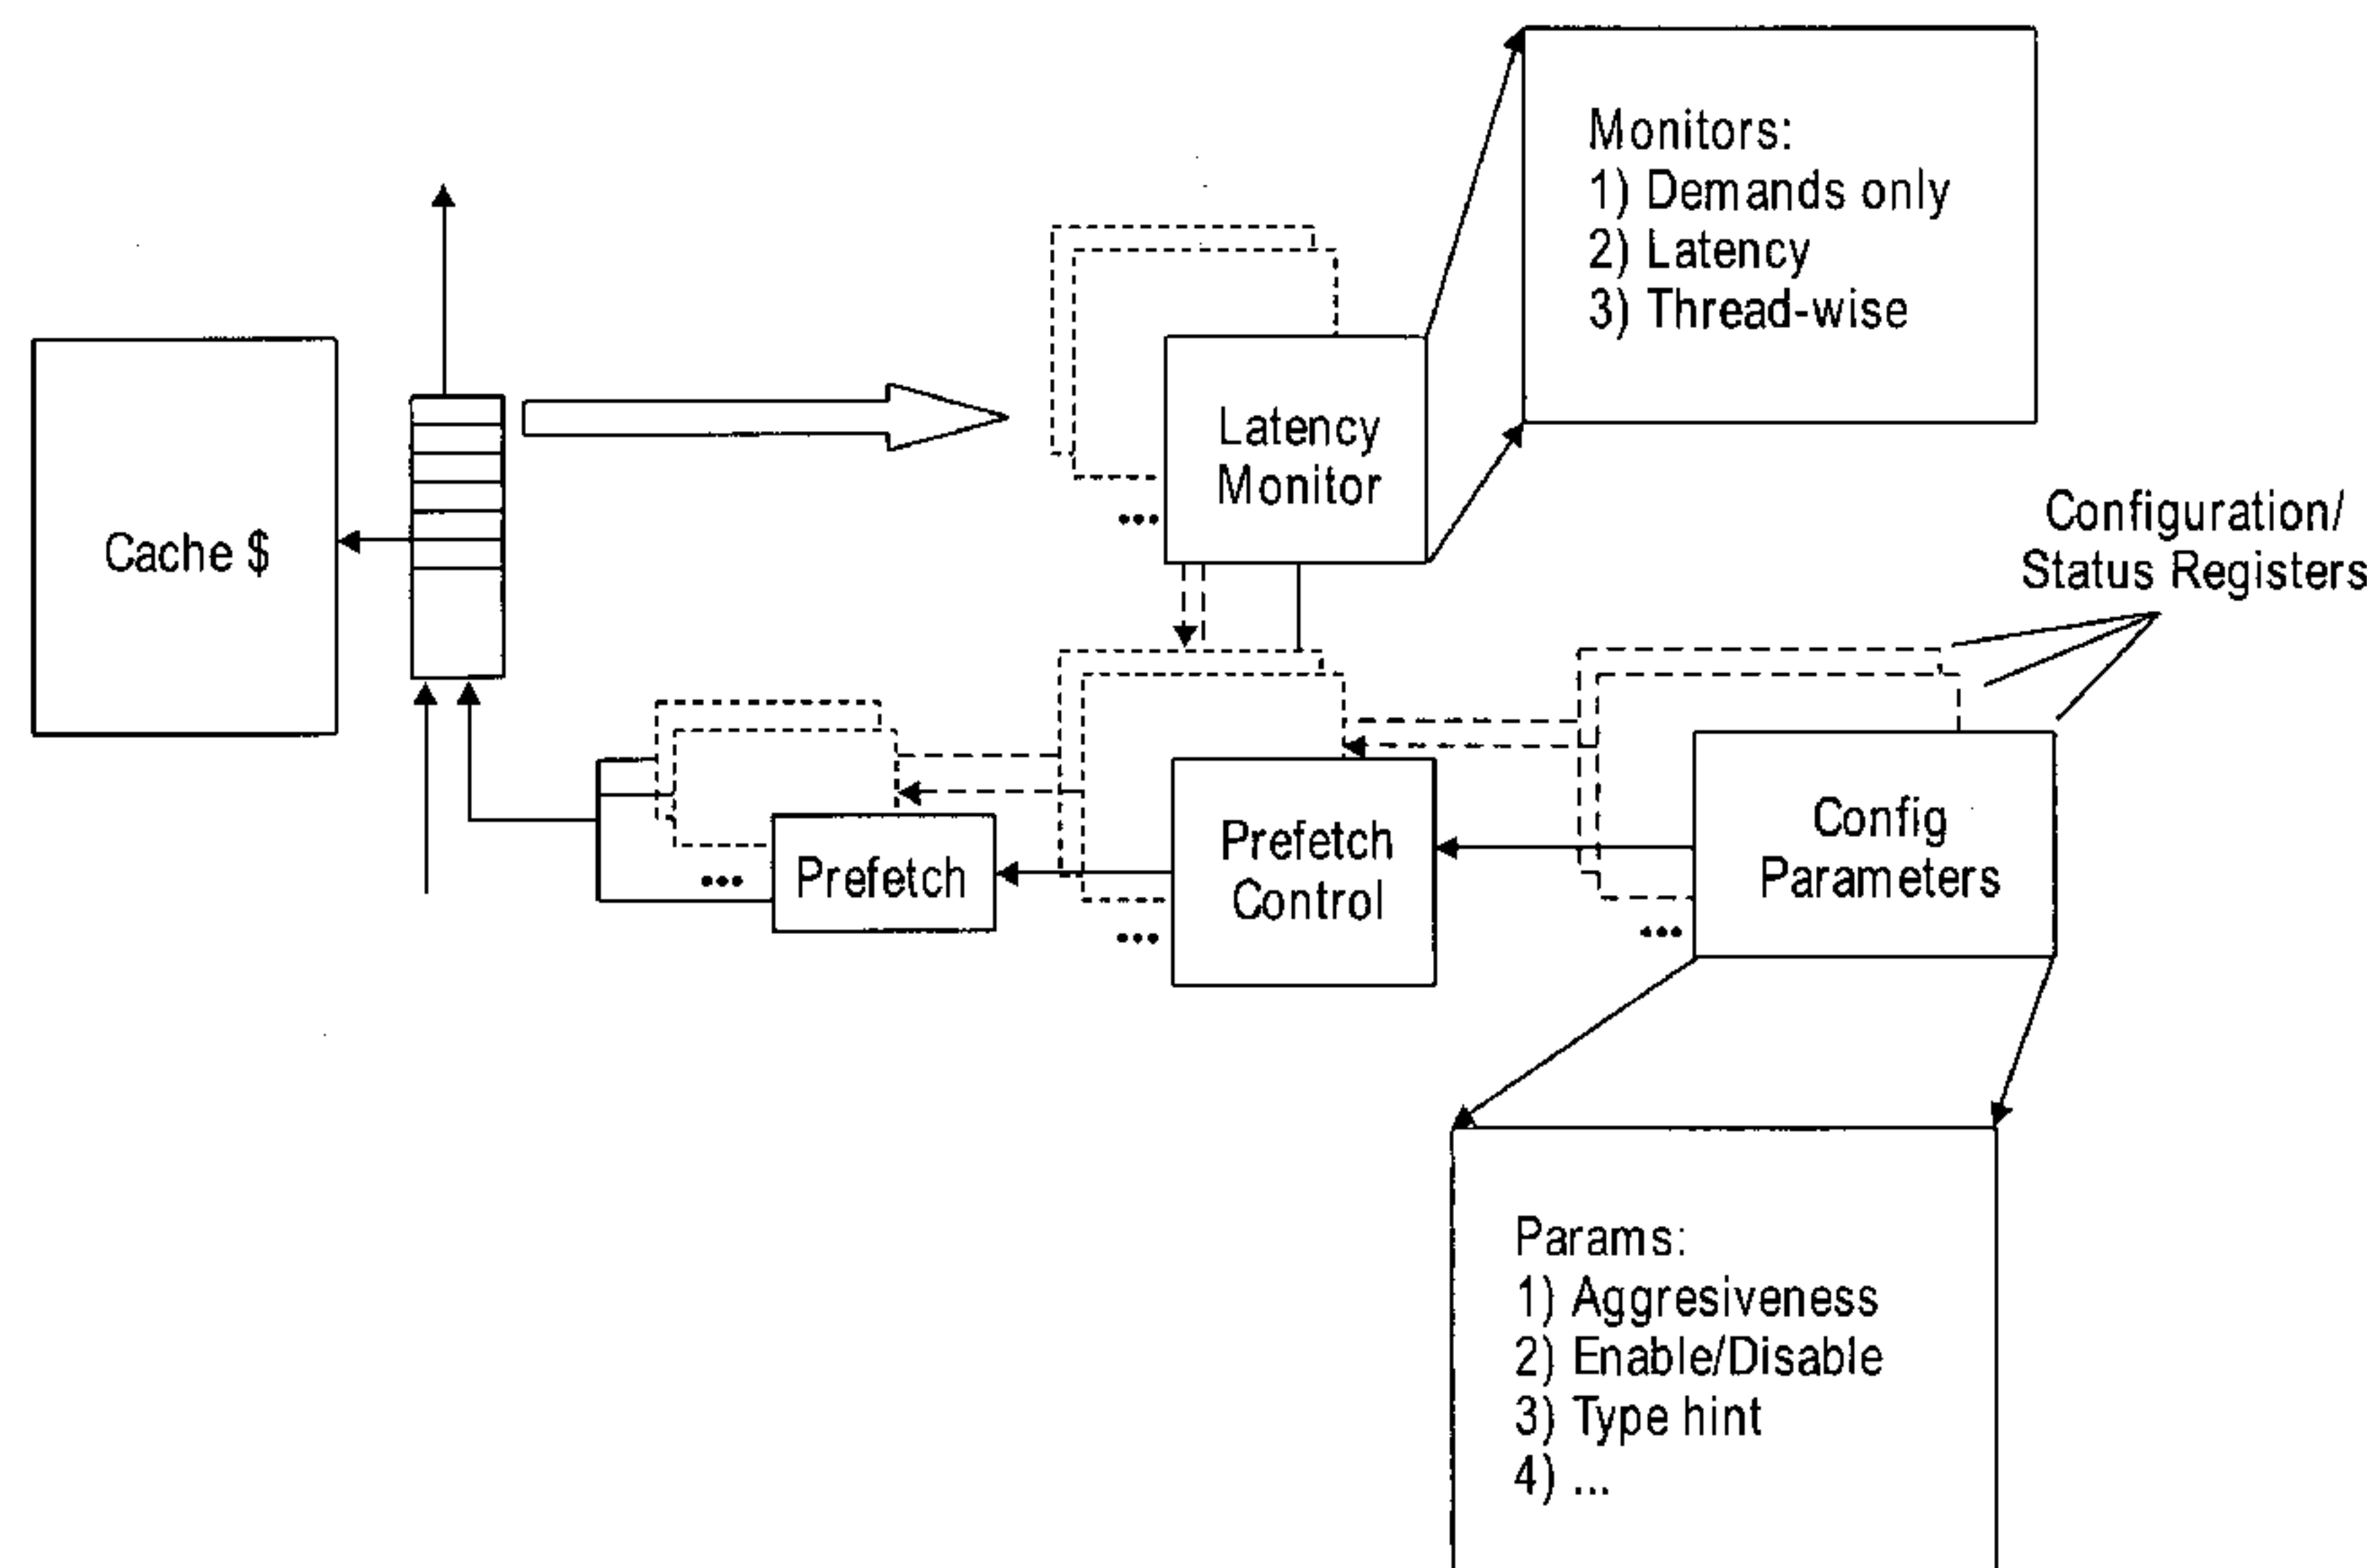 Monitors:
1) Demands only
2) Latency
3) Thread-wise
Latency
Monitor
Cache $
Configuration/
Status Registers
Prefetch
Prefetch
Control
Config
Parameters
Params:
1) Aggresiveness
2) Enable/Disable
3) Type hint
4) ...